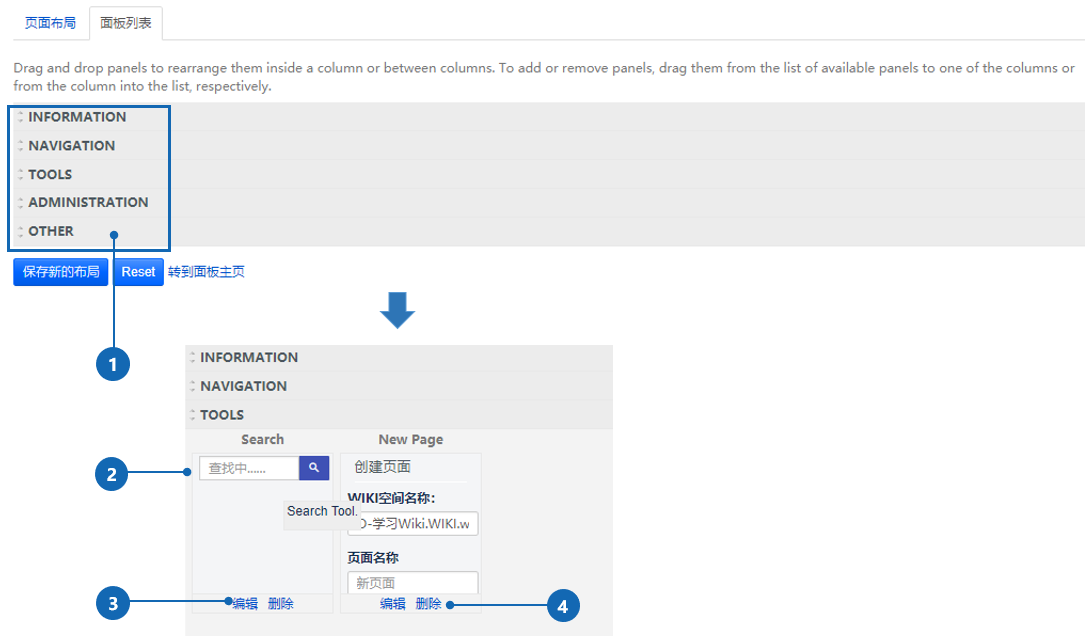 页面布局 面板列表
Drag and drop panels to rearrange them inside a column or between columns. To add or remove panels, drag them from the list of available panels to one of the columns or
from the column into the list, respectively.
INFORMATION
NAVIGATION
TOOLS
ADMINISTRATION
OTHER
保存新的布局 Reset 转到面板主页
1
INFORMATION
NAVIGATION
TOOLS
Search New Page
2 查找中...... 创建页面
WIKI空间名称：
Search Tool. D-学习Wiki.WIKI.w
页面名称
新页面
3 编辑 删除 编辑 删除 4